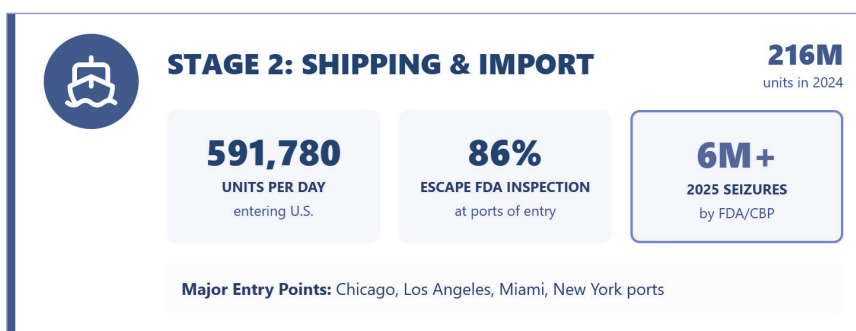 STAGE 2: SHIPPING & IMPORT
216M
units in 2024
591,780
UNITS PER DAY
entering U.S.
86%
ESCAPE FDA INSPECTION
at ports of entry
6M+
2025 SEIZURES
by FDA/CBP
Major Entry Points: Chicago, Los Angeles, Miami, New York ports